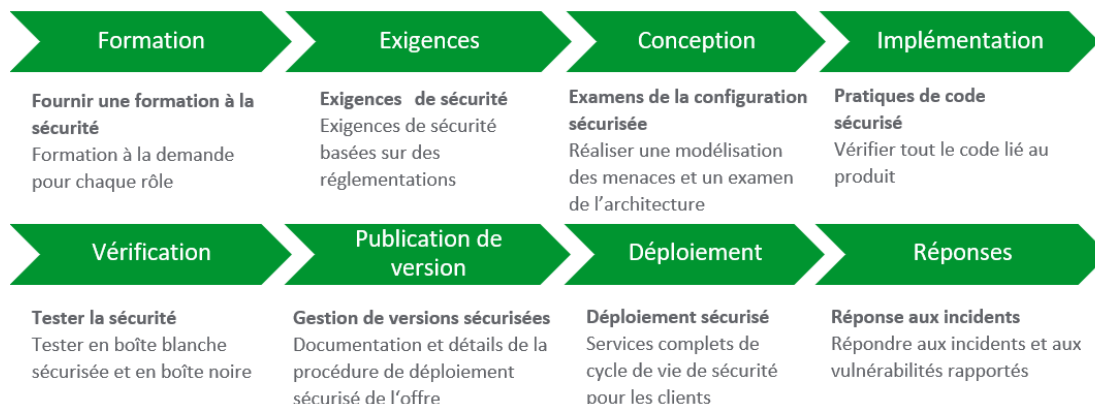 Formation
Exigences
Conception
Implémentation
Fournir une formation à la
sécurité
Formation à la demande
pour chaque rôle
Exigences de sécurité
Exigences de sécurité
basées sur des
réglementations
Examens de la configuration
sécurisée
Réaliser une modélisation
des menaces et un examen
de l’architecture
Pratiques de code
sécurisé
Vérifier tout le code lié au
produit
Vérification
Publication de
version
Déploiement
Réponses
Tester la sécurité
Tester en boîte blanche
sécurisée et en boîte noire
Gestion de versions sécurisées
Documentation et détails de la
procédure de déploiement
sécurisé de l‘offre
Déploiement sécurisé
Services complets de
cycle de vie de sécurité
pour les clients
Réponse aux incidents
Répondre aux incidents et aux
vulnérabilités rapportés